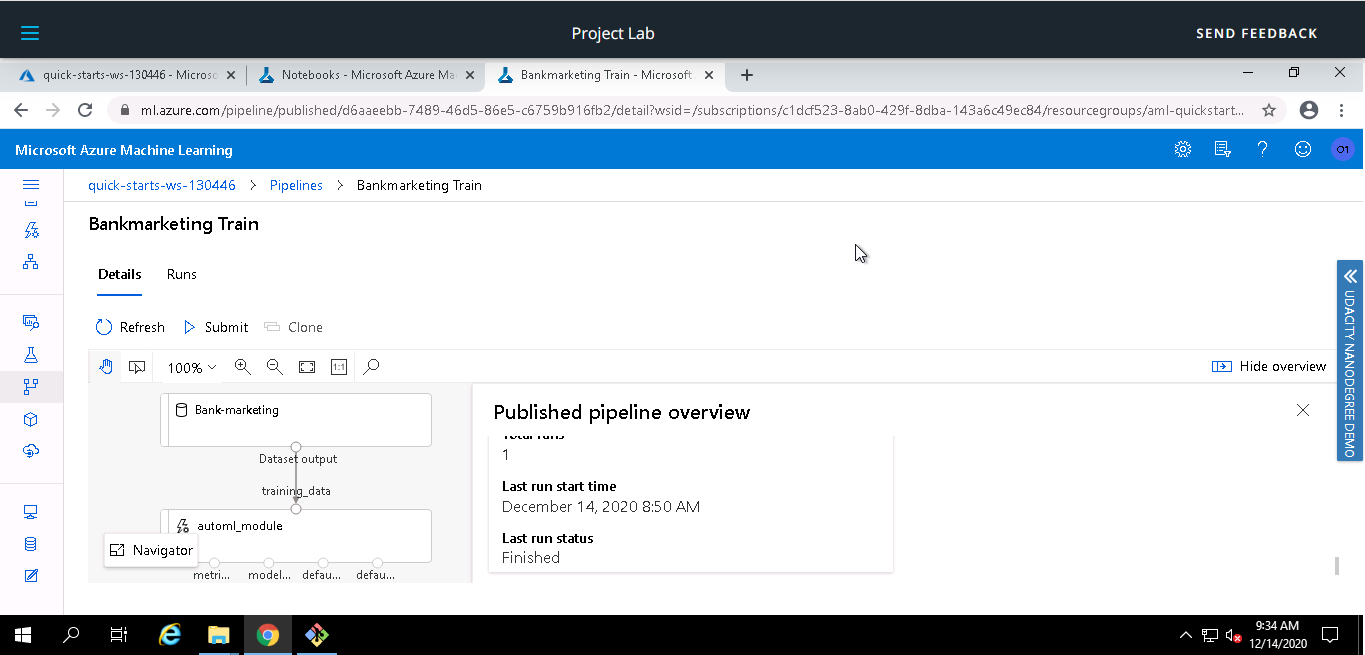 Project Lab
SEND FEEDBACK
quick-starts-ws-130446 - Microso
Notebooks - Microsoft Azure Ma
Bankmarketing Train - Microsoft
ml.azure.com/pipeline/published/d6aaeebb-7489-46d5-86e5-c6759b916fb2/detail?wsid=/subscriptions/c1dcf523-8ab0-429f-8dba-143a6c49ec84/resourcegroups/aml-quickstart...
Microsoft Azure Machine Learning
O1
quick-starts-ws-130446 > Pipelines > Bankmarketing Train
Bankmarketing Train
Details
Runs
Refresh
Submit
Clone
100%
1:1
Hide overview
Bank-marketing
Dataset output
training_data
automl_module
Navigator
metri...
model...
defau...
defau...
Published pipeline overview
Total runs
1
Last run start time
December 14, 2020 8:50 AM
Last run status
Finished
UDACITY NANODEGREE DEMO
9:34 AM
12/14/2020